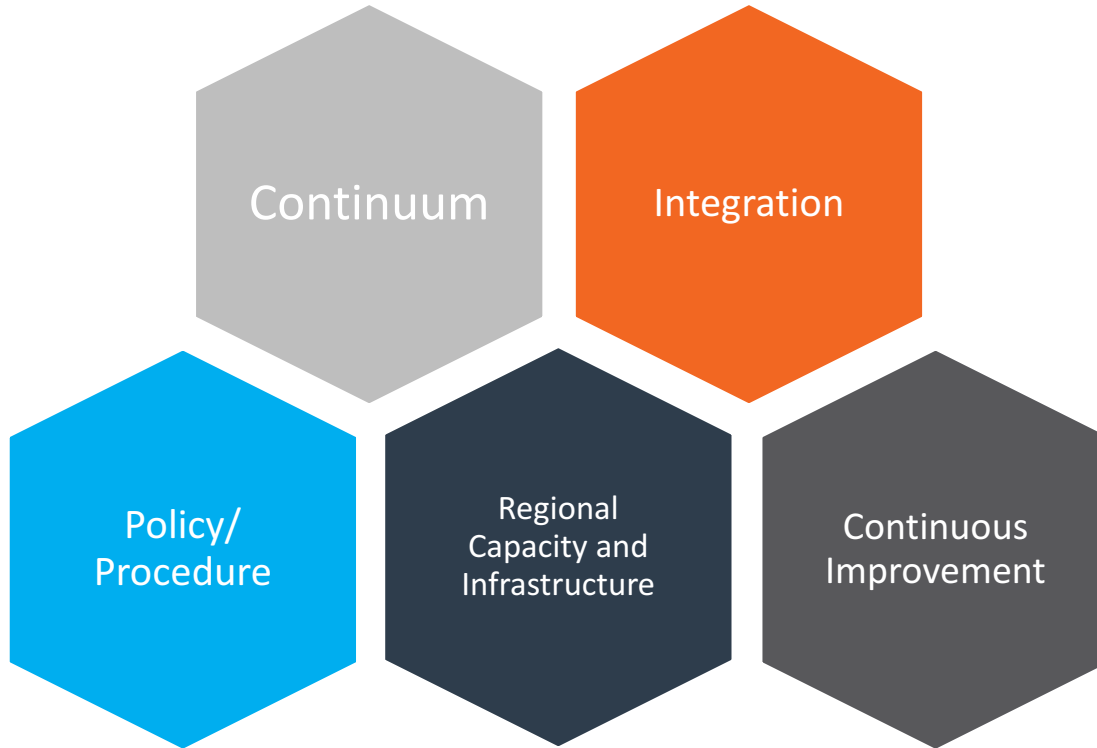 Continuum
Integration
Policy/
Procedure
Regional
Capacity and
Infrastructure
Continuous
Improvement